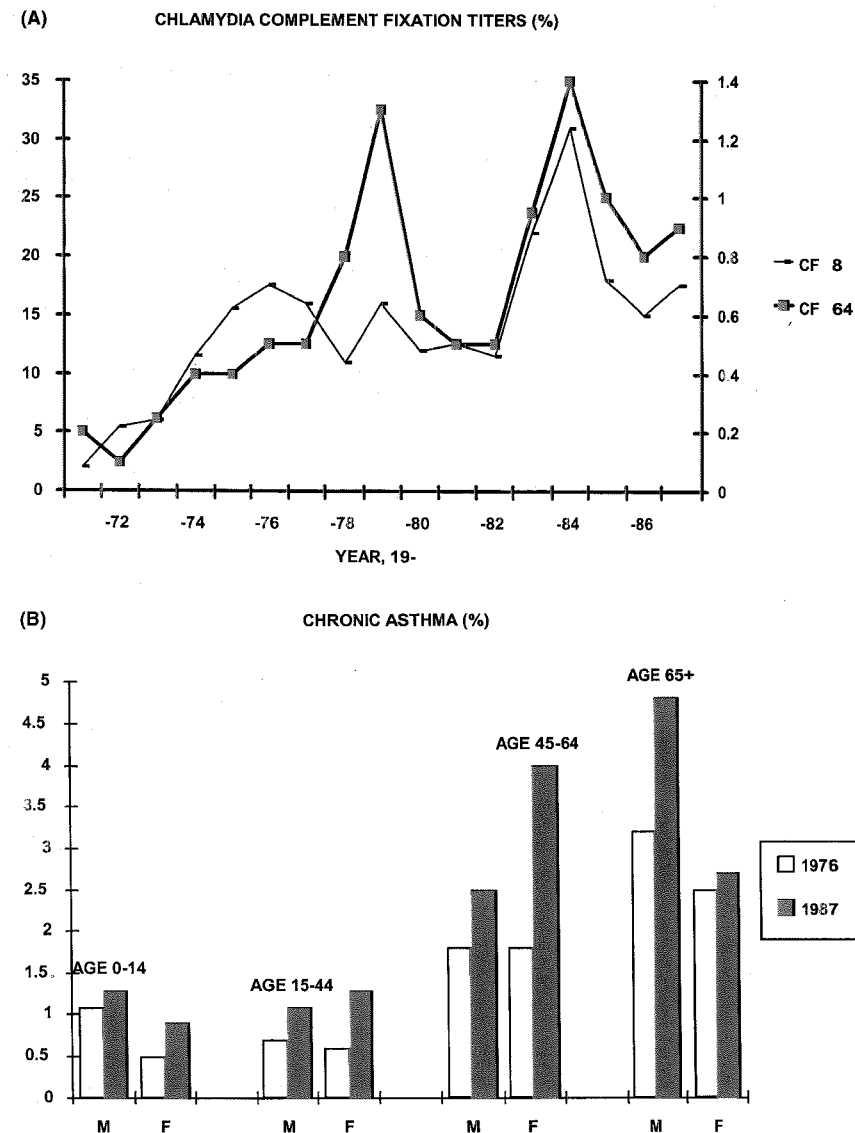 (A) CHLAMYDIA COMPLEMENT FIXATION TITERS (%)
35
30
25
20
15
10
5
0
1.4
1.2
1
0.8
0.6
0.4
0.2
0
CF 8
CF 64
-72 -74 -76 -78 -80 -82 -84 -86
YEAR, 19-
(B) CHRONIC ASTHMA (%)
5
4.5
4
3.5
3
2.5
2
1.5
1
0.5
0
AGE 0-14
AGE 15-44
AGE 45-64
AGE 65+
1976
1987
M F M F M F M F